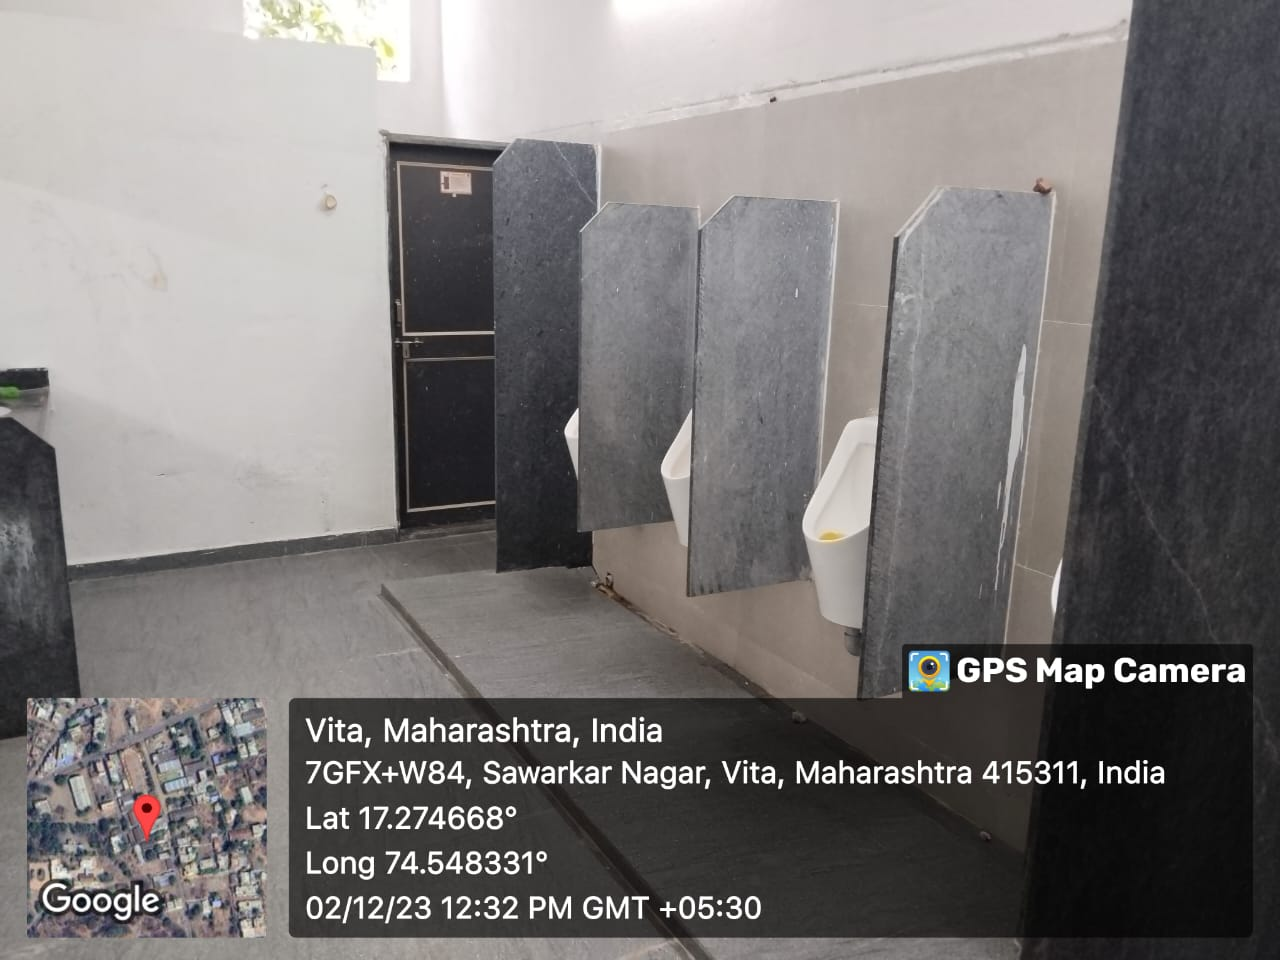 GPS Map Camera
Vita, Maharashtra, India
7GFX+W84, Sawarkar Nagar, Vita, Maharashtra 415311, India
Lat 17.274668°
Long 74.548331°
02/12/23 12:32 PM GMT +05:30
Google